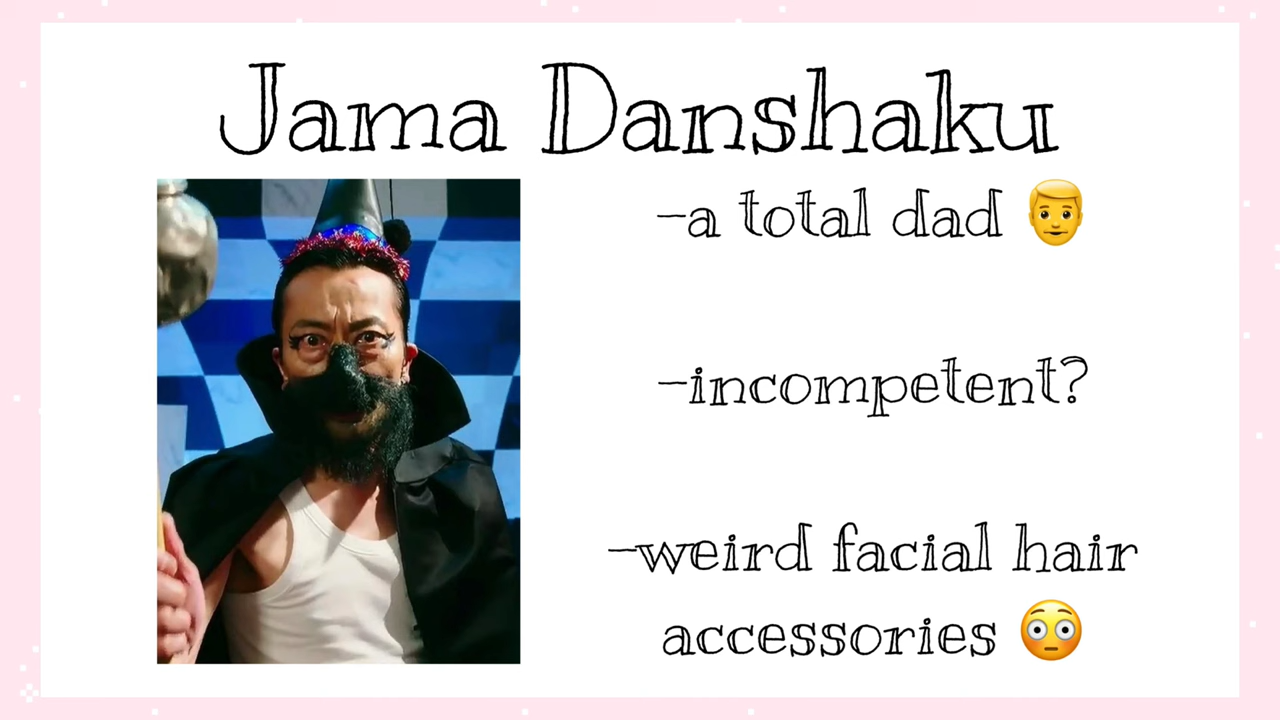 Jama Danshaku
-a total dad 👨
-incompetent?
-weird facial hair
accessories 😳